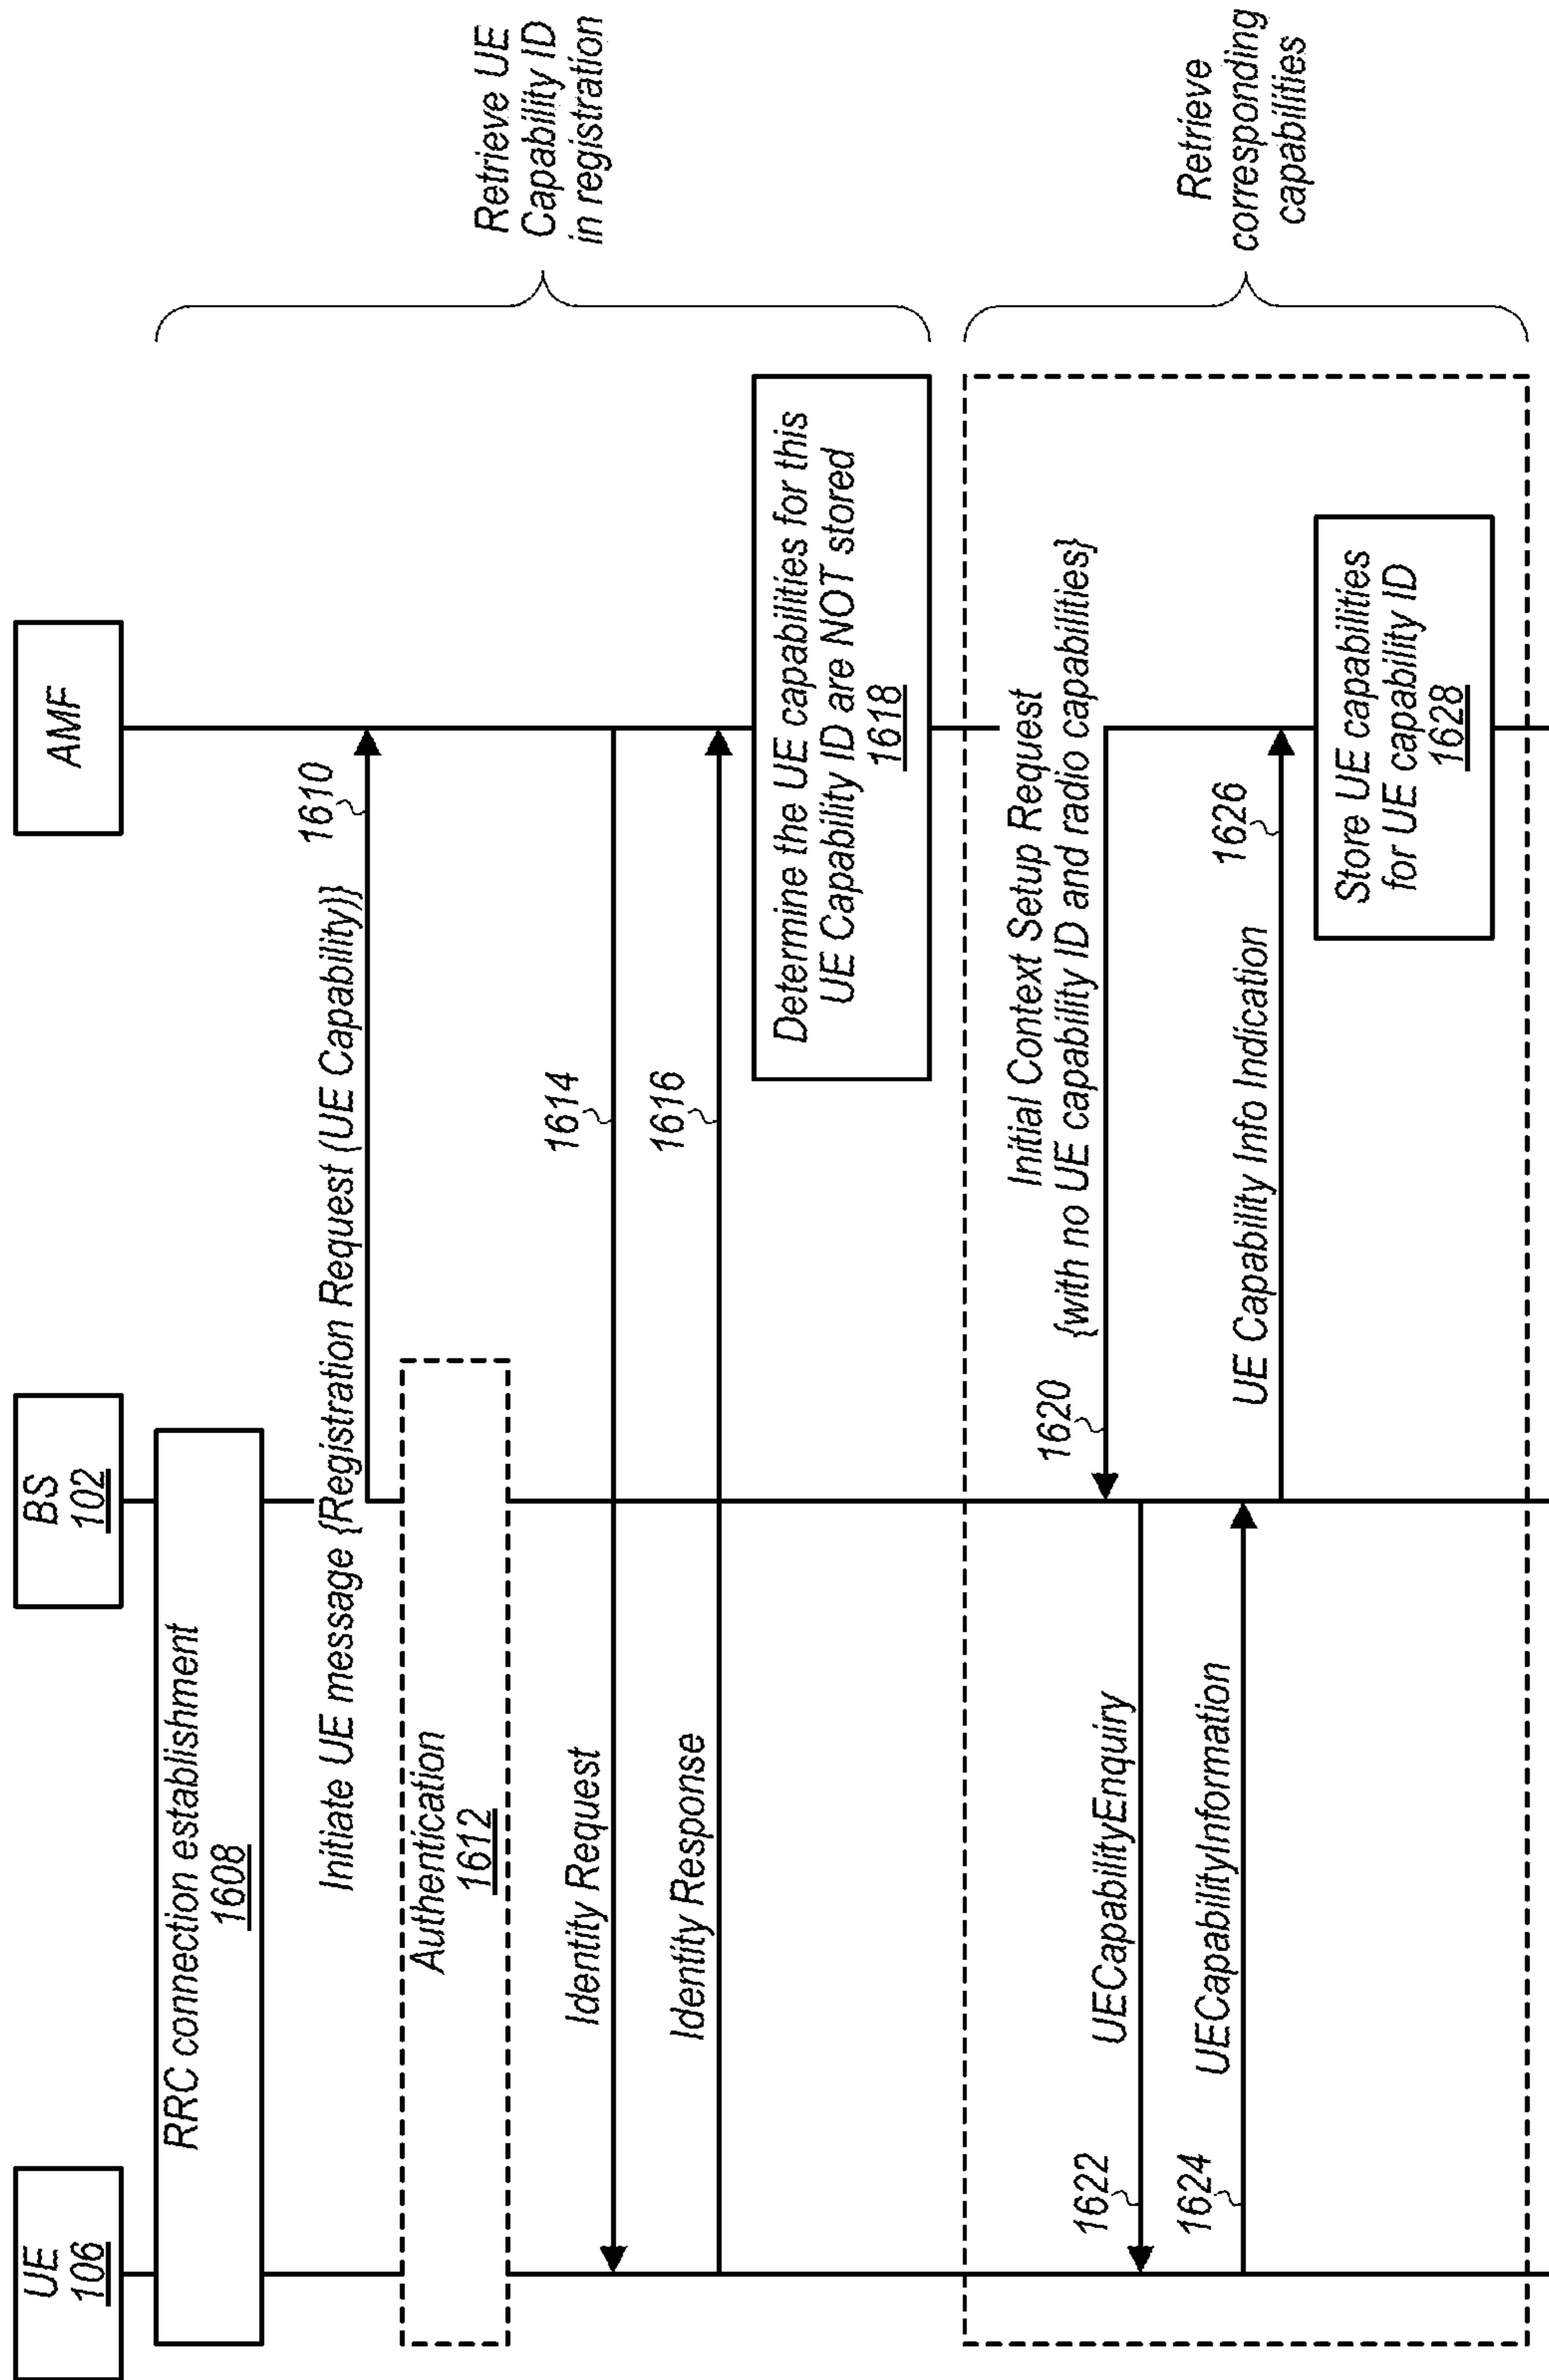 UE
106
BS
102
AMF
RRC connection establishment
1608
Initiate UE message {Registration Request (UE Capability)}
1610
Authentication
1612
Identity Request
1614
Identity Response
1616
Determine the UE capabilities for this
UE Capability ID are NOT stored
1618
Retrieve UE
Capability ID
in registration
Initial Context Setup Request
{with no UE capability ID and radio capabilities}
1620
UECapabilityEnquiry
1622
UECapabilityInformation
1624
UE Capability Info Indication
1626
Store UE capabilities
for UE capability ID
1628
Retrieve
corresponding
capabilities